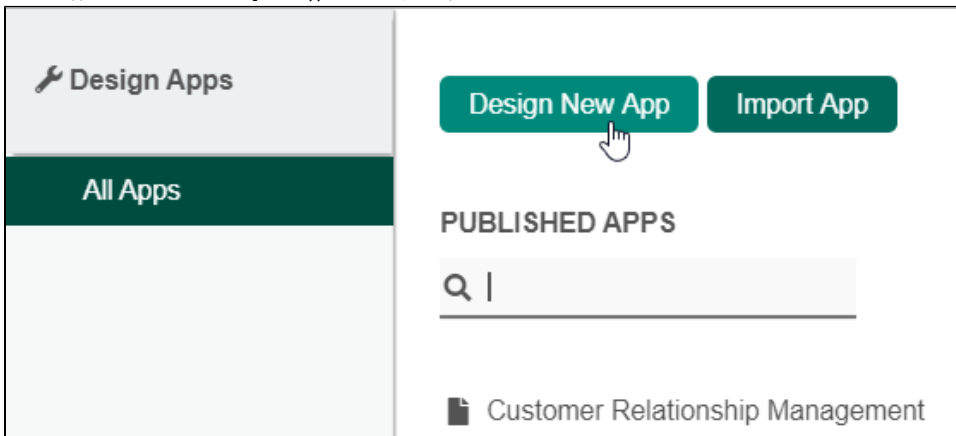 Design Apps
Design New App
Import App
All Apps
PUBLISHED APPS
Customer Relationship Management